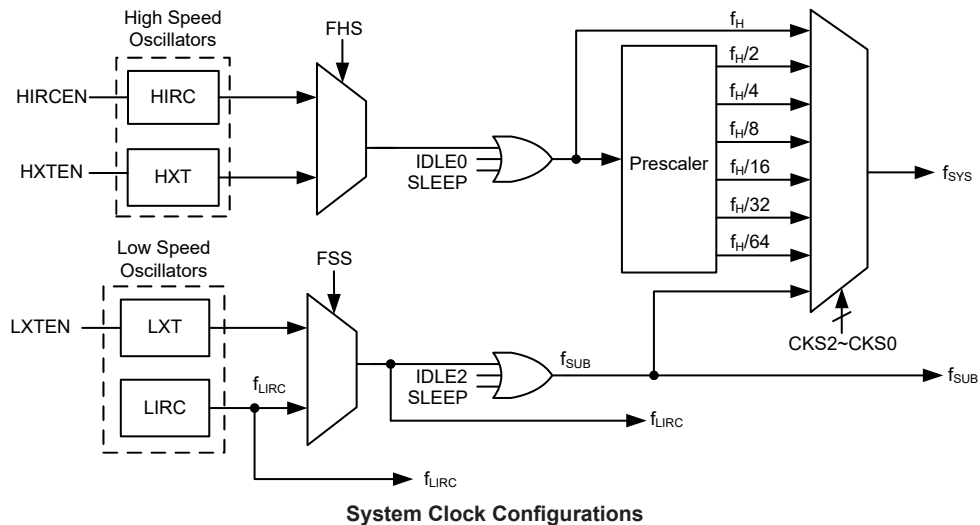 High Speed
Oscillators
FHS
HIRCEN
HIRC
HXTEN
HXT
IDLE0
SLEEP
fH
Prescaler
fH/2
fH/4
fH/8
fH/16
fH/32
fH/64
fSYS
CKS2~CKS0
Low Speed
Oscillators
FSS
LXTEN
LXT
LIRC
fLIRC
IDLE2
SLEEP
fSUB
fSUB
fLIRC
fLIRC
System Clock Configurations